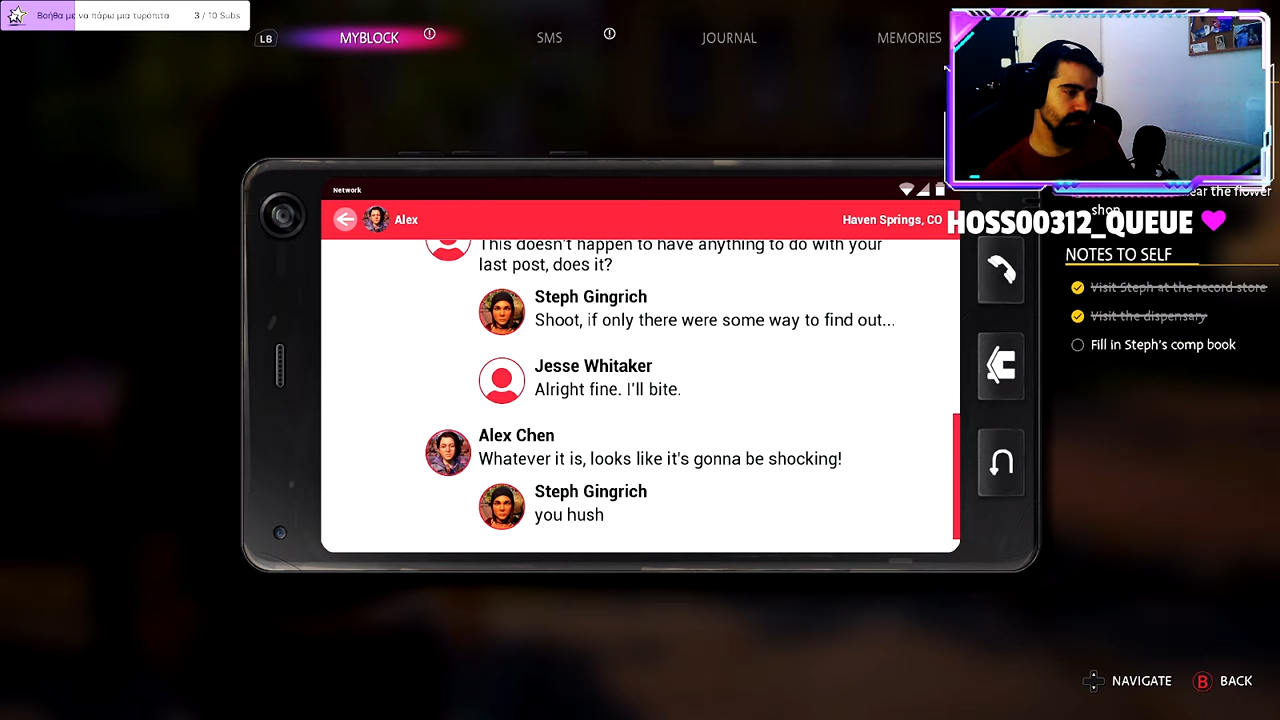 Βοήθα με να πάρω μια τυρόπιτα 3 / 10 Subs
LB MYBLOCK SMS JOURNAL MEMORIES
Network
Alex Haven Springs, CO
This doesn't happen to have anything to do with your
last post, does it?
Steph Gingrich
Shoot, if only there were some way to find out...
Jesse Whitaker
Alright fine. I'll bite.
Alex Chen
Whatever it is, looks like it's gonna be shocking!
Steph Gingrich
you hush
the flower
shop
HOSS00312_QUEUE
NOTES TO SELF
Visit Steph at the record store
Visit the dispensary
Fill in Steph's comp book
NAVIGATE B BACK